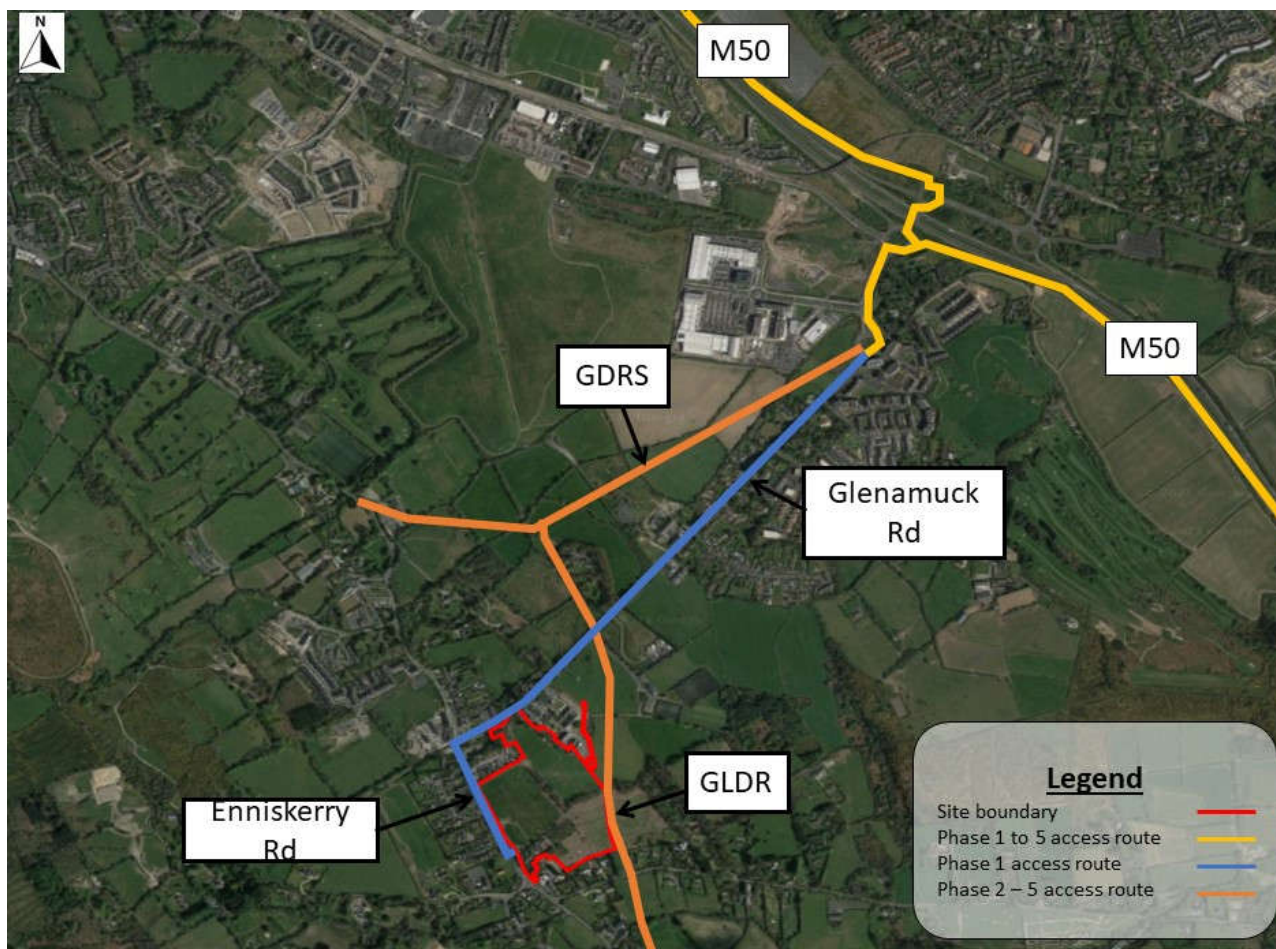 N
M50
M50
GDRS
Glenamuck
Rd
GLDR
Enniskerry
Rd
Legend
Site boundary
Phase 1 to 5 access route
Phase 1 access route
Phase 2 – 5 access route